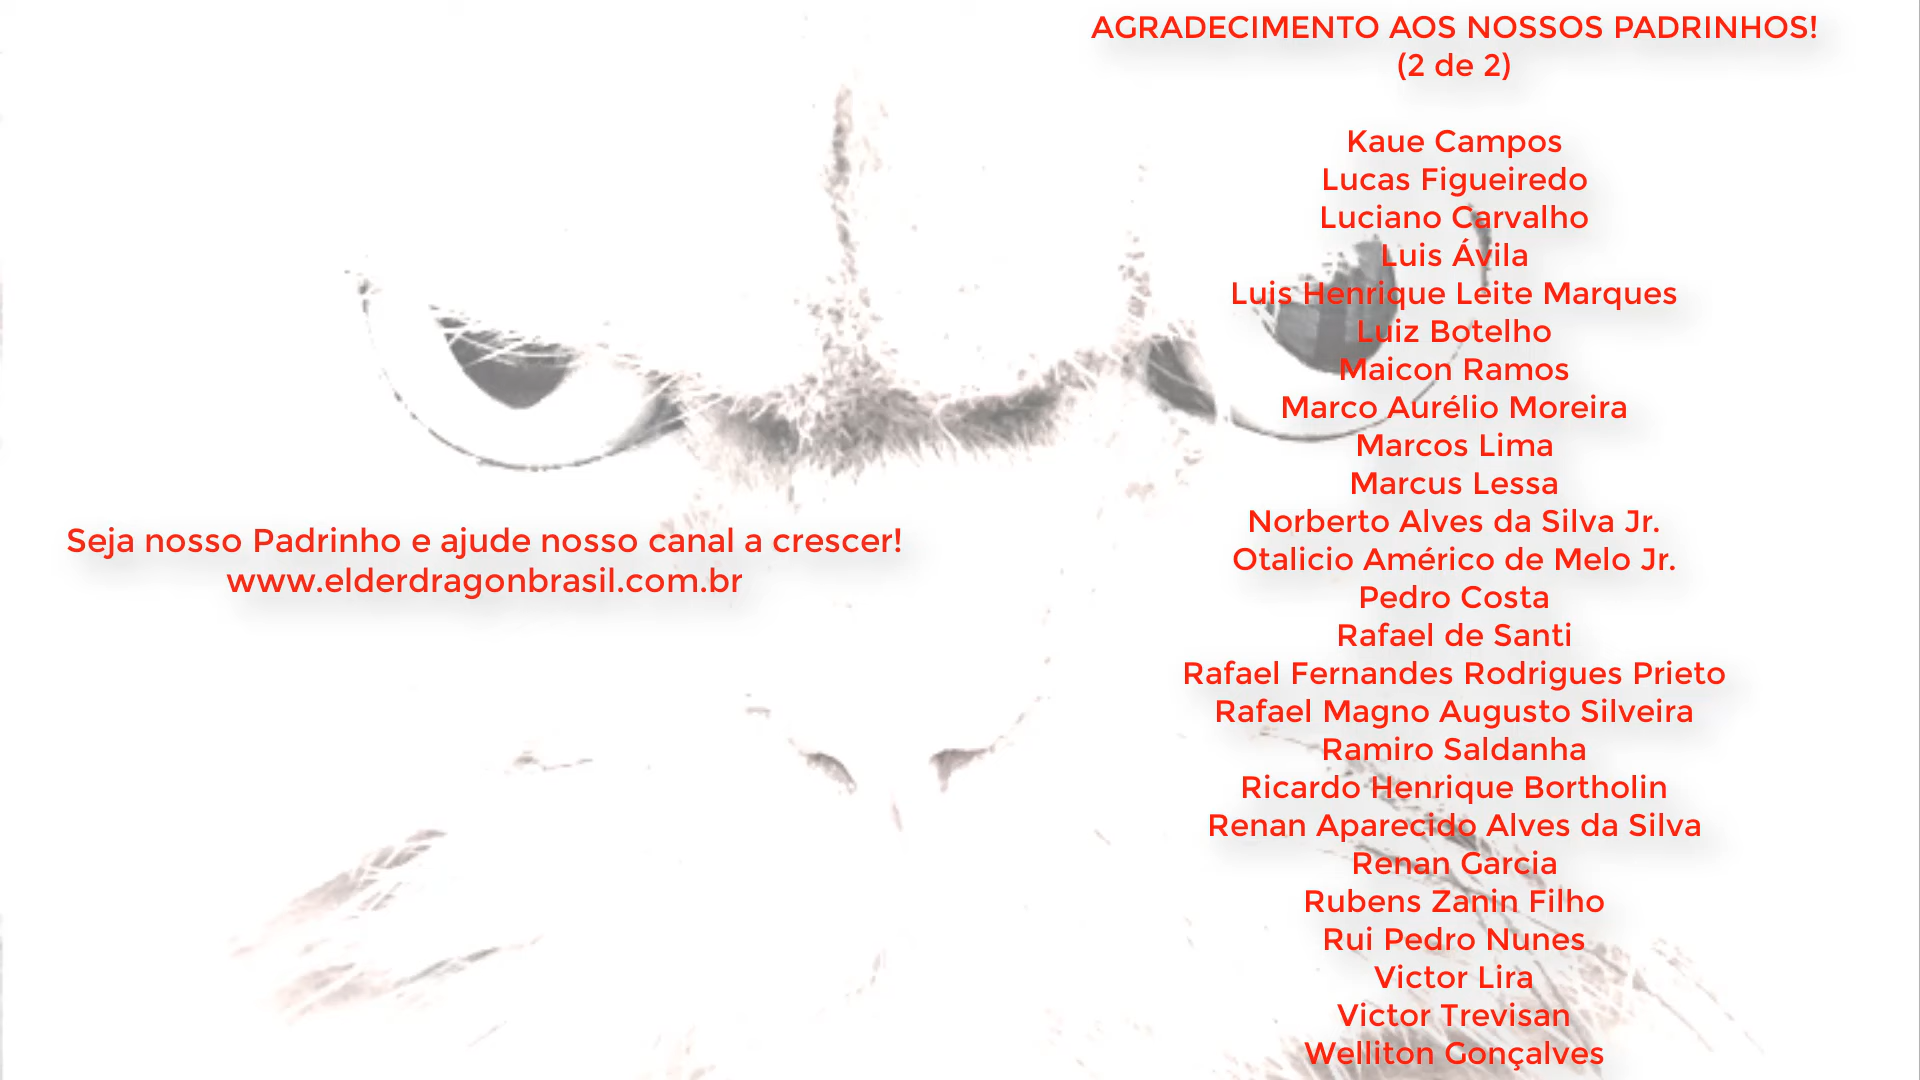 AGRADECIMENTO AOS NOSSOS PADRINHOS!
(2 de 2)
Kaue Campos
Lucas Figueiredo
Luciano Carvalho
Luis Ávila
Luis Henrique Leite Marques
Luiz Botelho
Maicon Ramos
Marco Aurélio Moreira
Marcos Lima
Marcus Lessa
Norberto Alves da Silva Jr.
Otalicio Américo de Melo Jr.
Pedro Costa
Rafael de Santi
Rafael Fernandes Rodrigues Prieto
Rafael Magno Augusto Silveira
Ramiro Saldanha
Ricardo Henrique Bortholin
Renan Aparecido Alves da Silva
Renan Garcia
Rubens Zanin Filho
Rui Pedro Nunes
Victor Lira
Victor Trevisan
Welliton Gonçalves
Seja nosso Padrinho e ajude nosso canal a crescer!
www.elderdragonbrasil.com.br